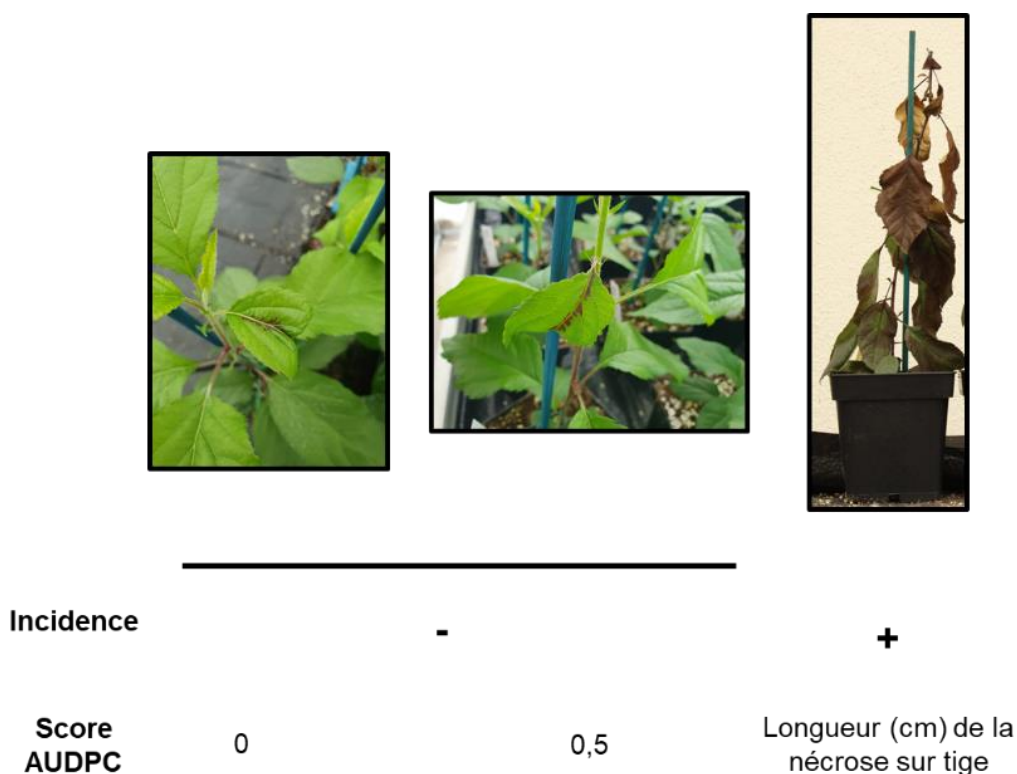 Incidence
-
+
Score
AUDPC
0
0,5
Longueur (cm) de la
nécrose sur tige